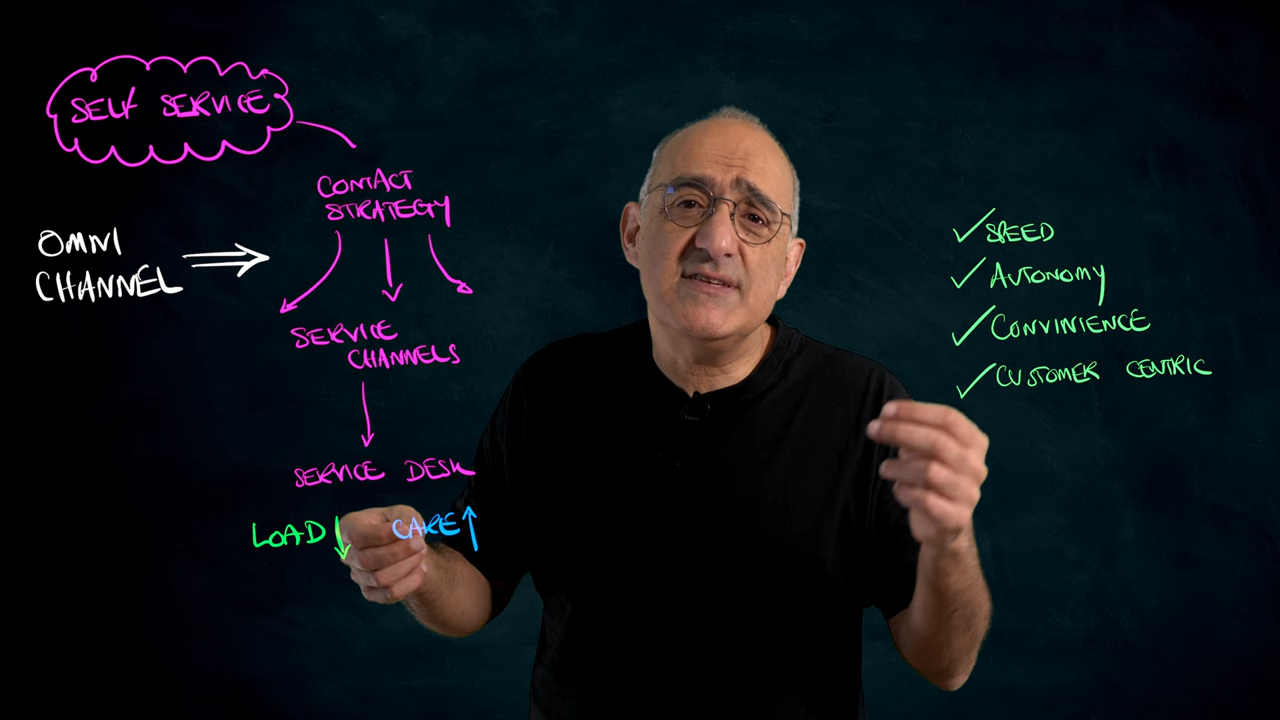 SELF SERVICE
CONTACT
STRATEGY
OMNI
CHANNEL
SERVICE
CHANNELS
SERVICE DESK
LOAD
CARE
SPEED
AUTONOMY
CONVINIENCE
CUSTOMER CENTRIC